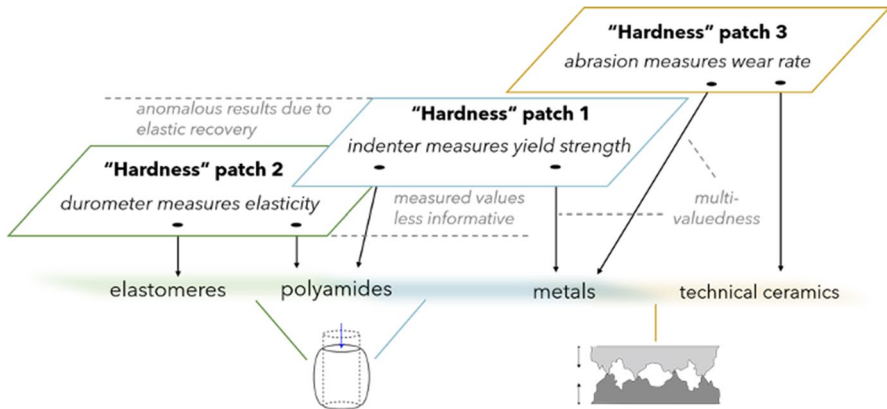 “Hardness“ patch 3
abrasion measures wear rate
anomalous results due to
elastic recovery
“Hardness“ patch 1
indenter measures yield strength
“Hardness“ patch 2
durometer measures elasticity
measured values
less informative
multi-
valuedness
elastomeres
polyamides
metals
technical ceramics